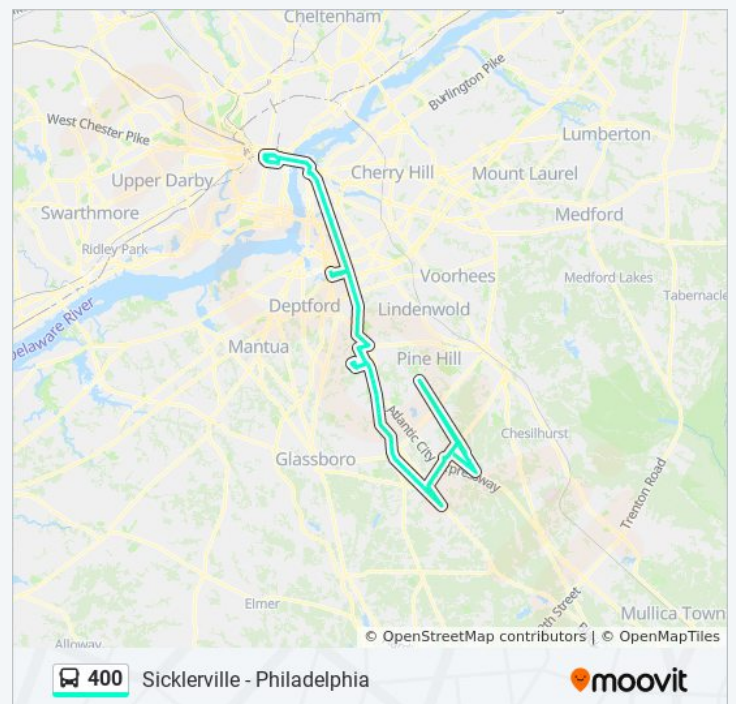 Cheltenham
Burlington Pike
West Chester Pike
Lumberton
Upper Darby
Cherry Hill
Mount Laurel
Swarthmore
Medford
Ridley Park
Voorhees
Medford Lakes
Tabernacle
Deptford
Lindenwold
Delaware River
Mantua
Pine Hill
Atlantic City Expressway
Chesilhurst
Glassboro
Trenton Road
Elmer
Mullica Town
Alloway
© OpenStreetMap contributors | © OpenMapTiles
400 Sicklerville - Philadelphia
moovit